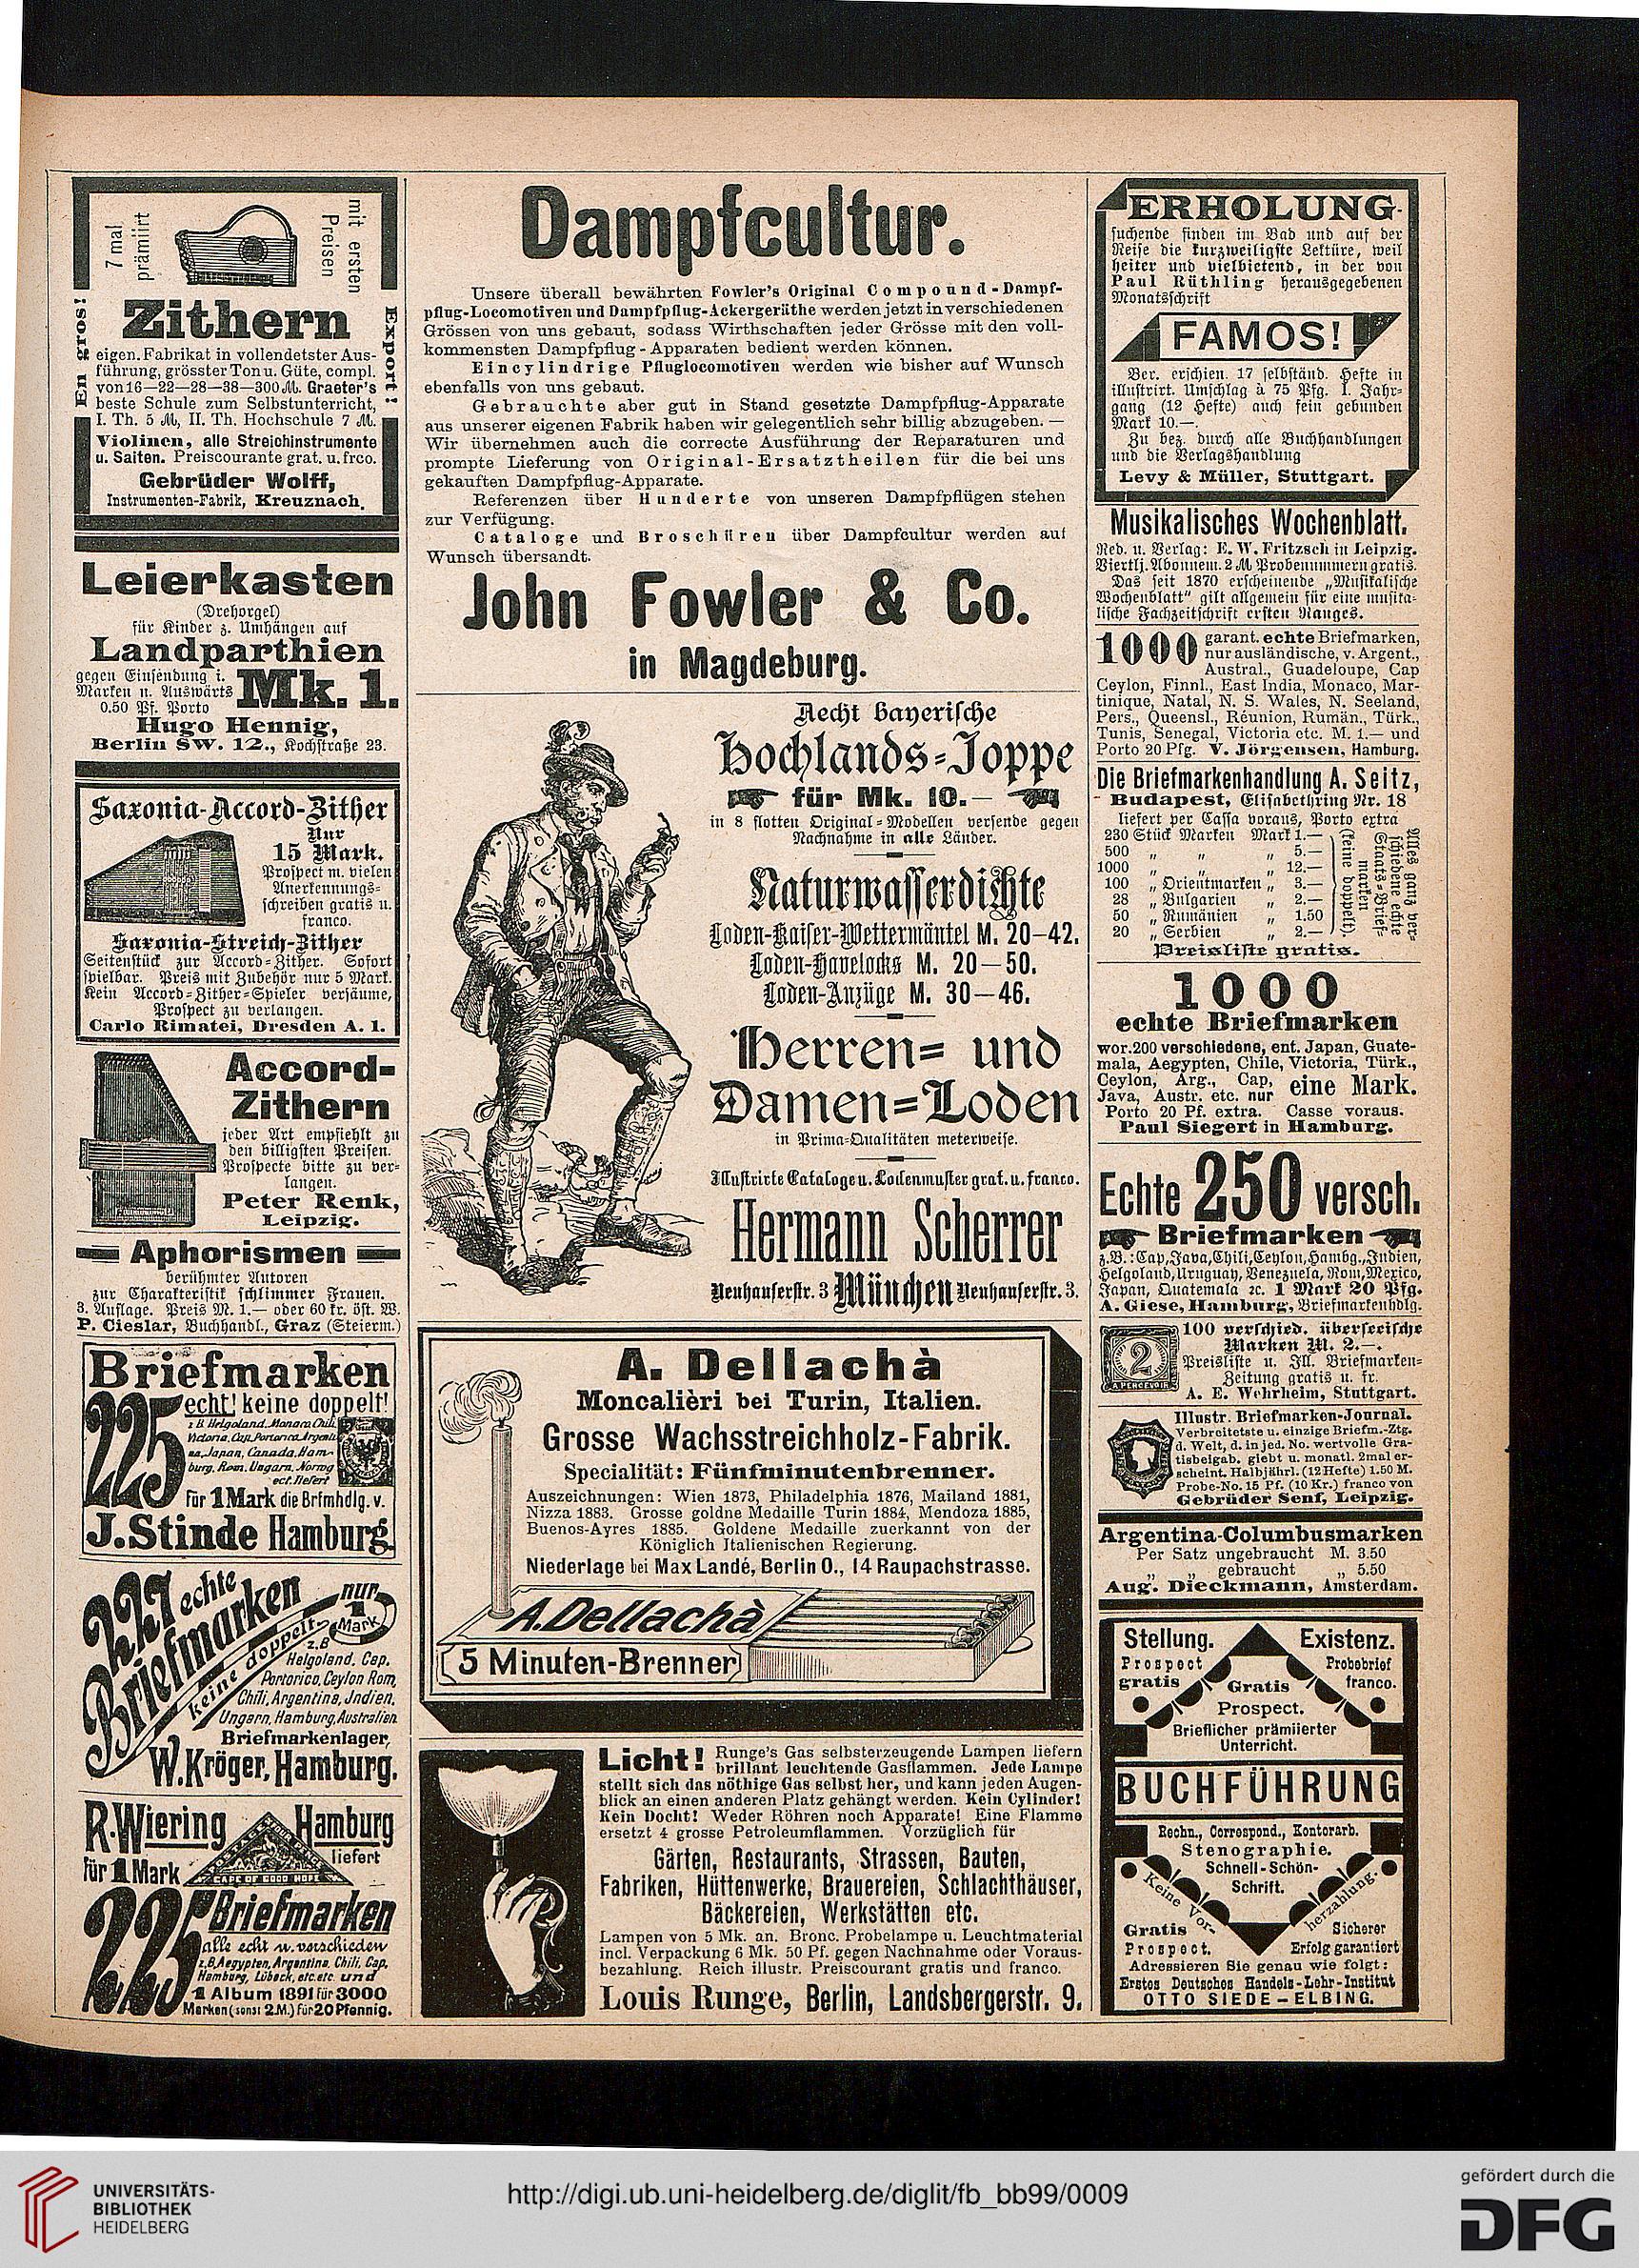 7 mal
prämiirt
mit ersten
Preisen
En gros!
Export!
Zithern
eigen. Fabrikat in vollendetster Aus-
führung, grösster Ton u. Güte, compl.
von 16—22—28—38—300 M. Graeter's
beste Schule zum Selbstunterricht,
I. Th. 5 M, II. Th. Hochschule 7 M.
Violinen, alle Streichinstrumente
u. Saiten. Preiscourante grat. u. frco.
Gebrüder Wolff,
Instrumenten-Fabrik, Kreuznach.
Leierkasten
(Drehorgel)
für Kinder z. Umhängen auf
Landparthien
gegen Einsendung i.
Marken u. Auswärts
0.50 Pf. Porto
Mk. 1.
Hugo Hennig,
Berlin SW. 12., Kochstraße 23.
Saxonia-Accord-Zither
Nur
15 Mark.
Prospect m. vielen
Anerkennungs-
schreiben gratis u.
franco.
Saxonia-Streich-Zither
Seitenstück zur Accord-Zither. Sofort
spielbar. Preis mit Zubehör nur 5 Mark.
Kein Accord-Zither-Spieler versäume,
Prospect zu verlangen.
Carlo Rimatei, Dresden A. 1.
Accord-
Zithern
jeder Art empfiehlt zu
den billigsten Preisen.
Prospecte bitte zu ver-
langen.
Peter Renk,
Leipzig.
Aphorismen
berühmter Autoren
zur Charakteristik schlimmer Frauen.
3. Auflage. Preis M. 1.— oder 60 kr. öst. W.
P. Cieslar, Buchhandl., Graz (Steierm.)
Briefmarken
225
echt! keine doppelt!
z B Helgoland. Monaco Chili
Victoria, Cap, Portorico Argenti-
na, Japan, Canada, Ham-
burg, Rom. Ungarn. Norwg
ect. liefert
für 1 Mark die Brfmhdlg. v.
J. Stinde Hamburg.
227 echte
Briefmarken
keine doppelt
nur
1
Mark
z.B
Helgoland. Cap.
Portorico, Ceylon Rom,
Chili, Argentina, Indien,
Ungarn, Hamburg, Australien
Briefmarkenlager,
W. Kröger, Hamburg.
R. Wiering Hamburg
für 1 Mark
liefert
CAPE OF GOOD HOPE
225 Briefmarken
alle echt u. verschieden
z.B. Aegypten, Argentina, Chili, Cap,
Hamburg, Lübeck, etc. etc. und
1 Album 1891 für 3000
Marken (sonst 2 M.) für 20 Pfennig.
Dampfcultur.
Unsere überall bewährten Fowler's Original Compound-Dampf-
pflug-Locomotiven und Dampfpflug-Ackergeräthe werden jetzt in verschiedenen
Grössen von uns gebaut, sodass Wirthschaften jeder Grösse mit den voll-
kommensten Dampfpflug-Apparaten bedient werden können.
Eincylindrige Pfluglocomotiven werden wie bisher auf Wunsch
ebenfalls von uns gebaut.
Gebrauchte aber gut in Stand gesetzte Dampfpflug-Apparate
aus unserer eigenen Fabrik haben wir gelegentlich sehr billig abzugeben. —
Wir übernehmen auch die correcte Ausführung der Reparaturen und
prompte Lieferung von Original-Ersatztheilen für die bei uns
gekauften Dampfpflug-Apparate.
Referenzen über Hunderte von unseren Dampfpflügen stehen
zur Verfügung.
Cataloge und Broschüren über Dampfcultur werden auf
Wunsch übersandt.
John Fowler & Co.
in Magdeburg.
Aecht Bayerische
Hochlands-Joppe
für Mk. 10.—
in 8 flotten Original-Modellen versende gegen
Nachnahme in alle Länder.
Naturwasserdichte
Loden-Kaiser-Wettermäntel M. 20—42.
Loden-Havelocks M. 20—50.
Loden-Anzüge M. 30—46.
Herren- und
Damen-Loden
in Prima-Qualitäten meterweise.
Illustrirte Cataloge u. Lodenmuster grat. u. franco.
Hermann Scherrer
Neuhauserstr. 3 München Neuhauserstr. 3.
A. Dellachà
Moncalièri bei Turin, Italien.
Grosse Wachsstreichholz-Fabrik.
Specialität: Fünfminutenbrenner.
Auszeichnungen: Wien 1873, Philadelphia 1876, Mailand 1881,
Nizza 1883. Grosse goldne Medaille Turin 1884, Mendoza 1885,
Buenos-Ayres 1885. Goldene Medaille zuerkannt von der
Königlich Italienischen Regierung.
Niederlage bei Max Landé, Berlin O., 14 Raupachstrasse.
A. Dellachà
5 Minuten-Brenner
Licht! Runge's Gas selbsterzeugende Lampen liefern
brillant leuchtende Gasflammen. Jede Lampe
stellt sich das nöthige Gas selbst her, und kann jeden Augen-
blick an einen anderen Platz gehängt werden. Kein Cylinder!
Kein Docht! Weder Röhren noch Apparate! Eine Flamme
ersetzt 4 grosse Petroleumflammen. Vorzüglich für
Gärten, Restaurants, Strassen, Bauten,
Fabriken, Hüttenwerke, Brauereien, Schlachthäuser,
Bäckereien, Werkstätten etc.
Lampen von 5 Mk. an. Bronc. Probelampe u. Leuchtmaterial
incl. Verpackung 6 Mk. 50 Pf. gegen Nachnahme oder Voraus-
bezahlung. Reich illustr. Preiscourant gratis und franco.
Louis Runge, Berlin, Landsbergerstr. 9.
ERHOLUNG-
suchende finden im Bad und auf der
Reise die kurzweiligste Lektüre, weil
heiter und vielbietend, in der von
Paul Rüthling herausgegebenen
Monatsschrift
FAMOS!
Ver. erschien. 17 selbständ. Hefte in
illustrirt. Umschlag à 75 Pfg. I. Jahr-
gang (12 Hefte) auch fein gebunden
Mark 10.—.
Zu bez. durch alle Buchhandlungen
und die Verlagshandlung
Levy & Müller, Stuttgart.
Musikalisches Wochenblatt.
Red. u. Verlag: E. W. Fritzsch in Leipzig.
Viertlj. Abonnem. 2 M Probenummern gratis.
Das seit 1870 erscheinende „Musikalische
Wochenblatt“ gilt allgemein für eine musika-
lische Fachzeitschrift ersten Ranges.
1000 garant. echte Briefmarken,
nur ausländische, v. Argent.,
Austral., Guadeloupe, Cap
Ceylon, Finnl., East India, Monaco, Mar-
tinique, Natal, N. S. Wales, N. Seeland,
Pers., Queensl., Réunion, Rumän., Türk.,
Tunis, Senegal, Victoria etc. M. 1.— und
Porto 20 Pfg. V. Jörgensen, Hamburg.
Die Briefmarkenhandlung A. Seitz,
Budapest, Elisabethring Nr. 18
liefert per Cassa voraus, Porto extra
230 Stück Marken Mark 1.—
500 „ „ „ 5.—
1000 „ „ „ 12.—
100 „ Orientmarken „ 3.—
28 „ Bulgarien „ 2.—
50 „ Rumänien „ 1.50
20 „ Serbien „ 2.—
Alles ganz ver-
schiedene echte
Staats-Brief-
marken
(keine doppelt).
Preisliste gratis.
1000
echte Briefmarken
wor. 200 verschiedene, ent. Japan, Guate-
mala, Aegypten, Chile, Victoria, Türk.,
Ceylon, Arg., Cap,
Java, Austr. etc. nur eine Mark.
Porto 20 Pf. extra. Casse voraus.
Paul Siegert in Hamburg.
Echte 250 versch.
Briefmarken
z. B.: Cap, Java, Chili, Ceylon, Hambg., Indien,
Helgoland, Uruguay, Venezuela, Rom, Mexico,
Japan, Quatemala 2c. 1 Mark 20 Pfg.
A. Giese, Hamburg, Briefmarkenhdlg.
2
100 verschied. überseeische
Marken M. 2.—.
Preisliste u. Ill. Briefmarken-
Zeitung gratis u. fr.
A. E. Wehrheim, Stuttgart.
Illustr. Briefmarken-Journal.
Verbreitetste u. einzige Briefm.-Ztg.
d. Welt, d. in jed. No. wertvolle Gra-
tisbeigab. giebt u. monatl. 2mal er-
scheint. Halbjährl. (12 Hefte) 1.50 M.
Probe-No. 15 Pf. (10 Kr.) franco von
Gebrüder Senf, Leipzig.
Argentina-Columbusmarken
Per Satz ungebraucht M. 3.50
„ „ gebraucht „ 5.50
Aug. Dieckmann, Amsterdam.
Stellung. Existenz.
Prospect
gratis
Probebrief
franco.
Gratis
Prospect.
Brieflicher prämiierter
Unterricht.
BUCHFÜHRUNG
Rechn., Correspond., Kontorarb.
Stenographie.
Schnell-Schön-
Schrift.
Keine Vor-
herzahlung.
Gratis
Prospect.
Sicherer
Erfolg garantiert
Adressieren Sie genau wie folgt:
Erstes Deutsches Handels-Lehr-Institut
OTTO SIEDE – ELBING.
UNIVERSITÄTS-
BIBLIOTHEK
HEIDELBERG
http://digi.ub.uni-heidelberg.de/diglit/fb_bb99/0009
gefördert durch die
DFG